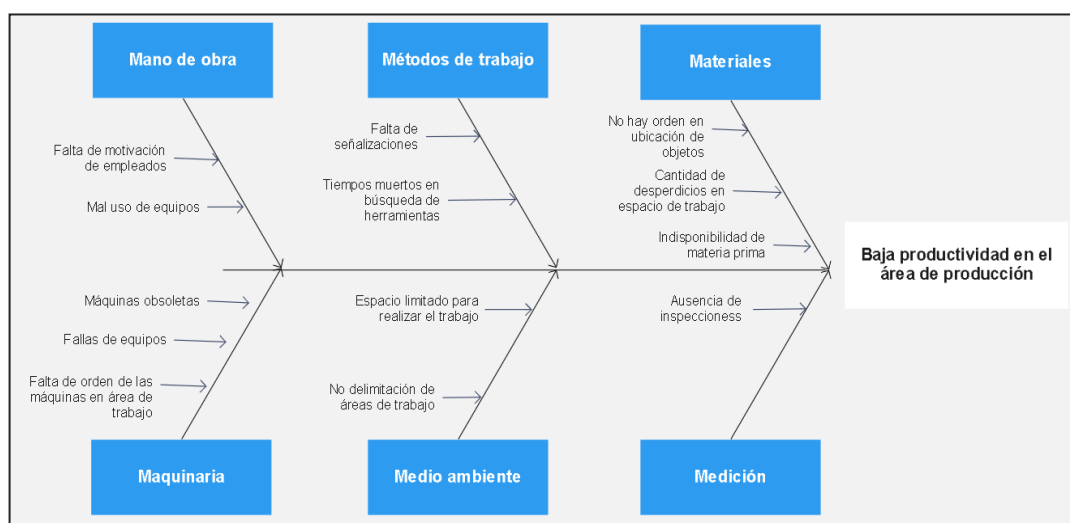 Mano de obra
Métodos de trabajo
Materiales
Falta de motivación
de empleados
Mal uso de equipos
Falta de
señalizaciones
Tiempos muertos en
búsqueda de
herramientas
No hay orden en
ubicación de
objetos
Cantidad de
desperdicios en
espacio de trabajo
Indisponibilidad de
materia prima
Baja productividad en el
área de producción
Máquinas obsoletas
Fallas de equipos
Falta de orden de las
máquinas en área de
trabajo
Espacio limitado para
realizar el trabajo
No delimitación de
áreas de trabajo
Ausencia de
inspeccioness
Maquinaria
Medio ambiente
Medición